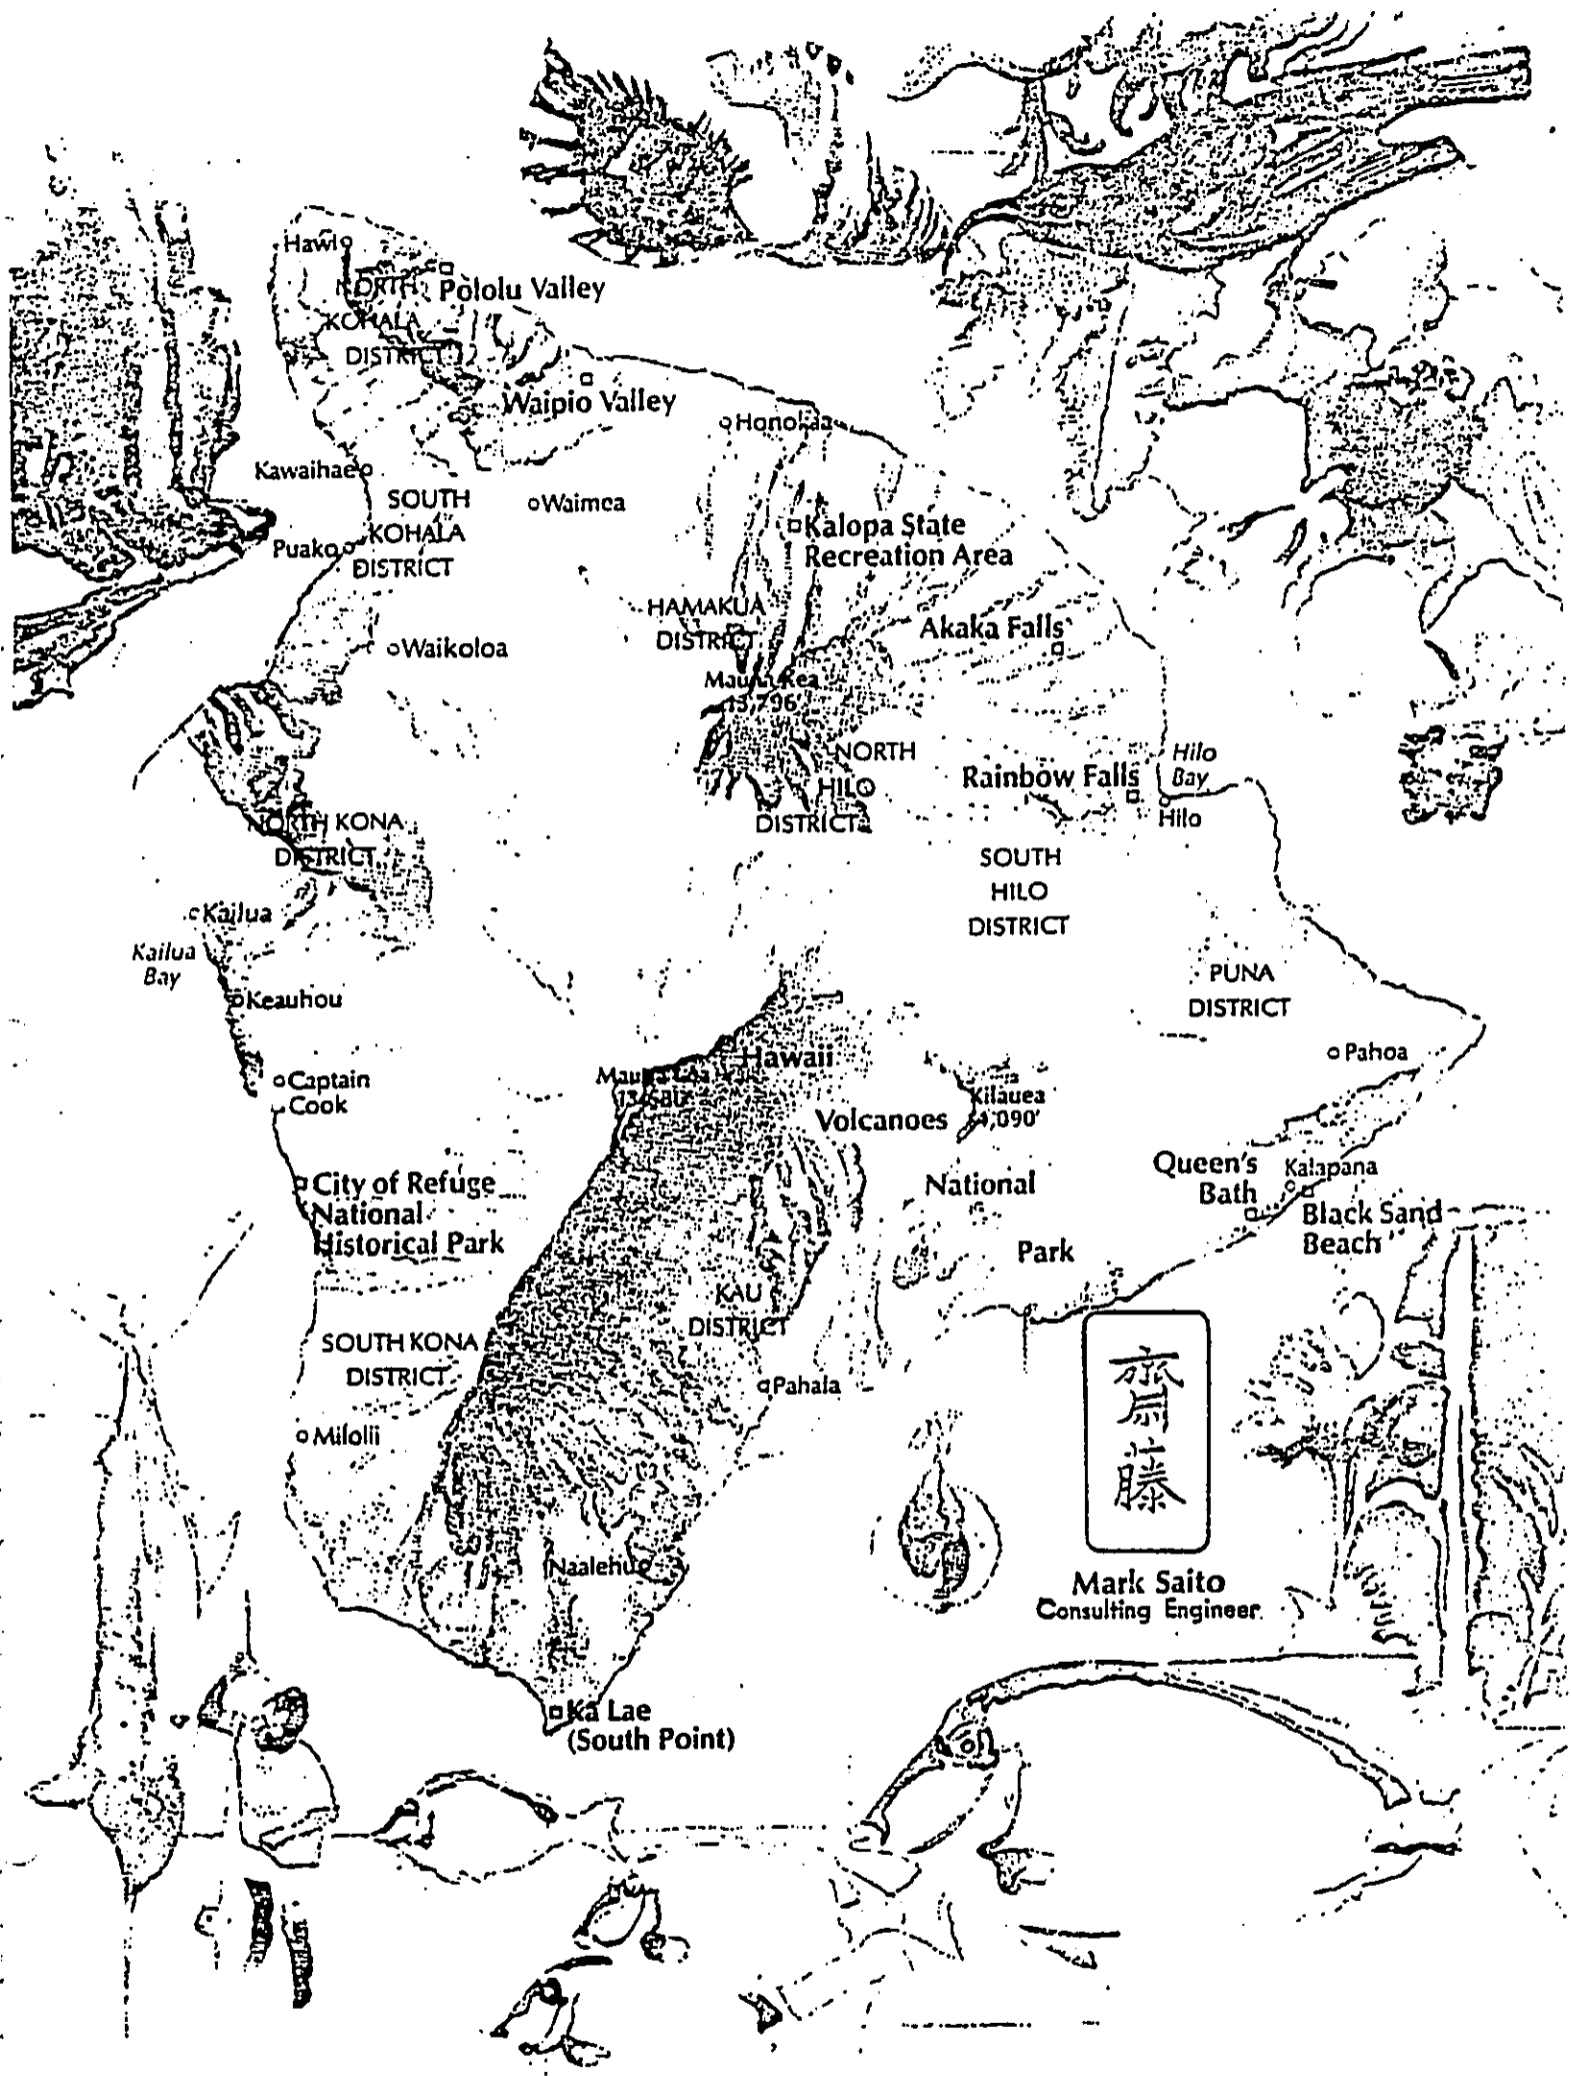 Hawi
Pololu Valley
NORTH
KOHALA
DISTRICT
Waipio Valley
Honokaa
Kawaihae
SOUTH
KOHALA
DISTRICT
Waimea
Puako
Kalopa State
Recreation Area
HAMAKUA
DISTRICT
Akaka Falls
Waikoloa
Mauna Kea
13,796'
NORTH
HILO
DISTRICT
Rainbow Falls
Hilo
Bay
Hilo
NORTH KONA
DISTRICT
SOUTH
HILO
DISTRICT
Kailua
Kailua
Bay
PUNA
DISTRICT
Keauhou
Hawaii
Volcanoes
National
Park
Pahoa
Mauna Loa
Captain
Cook
Kilauea
4,090'
Queen's
Bath
Kalapana
Black Sand
Beach
City of Refuge
National
Historical Park
KAU
DISTRICT
SOUTH KONA
DISTRICT
Pahala
Milolii
Naalehu
Ka Lae
(South Point)
齋藤
Mark Saito
Consulting Engineer